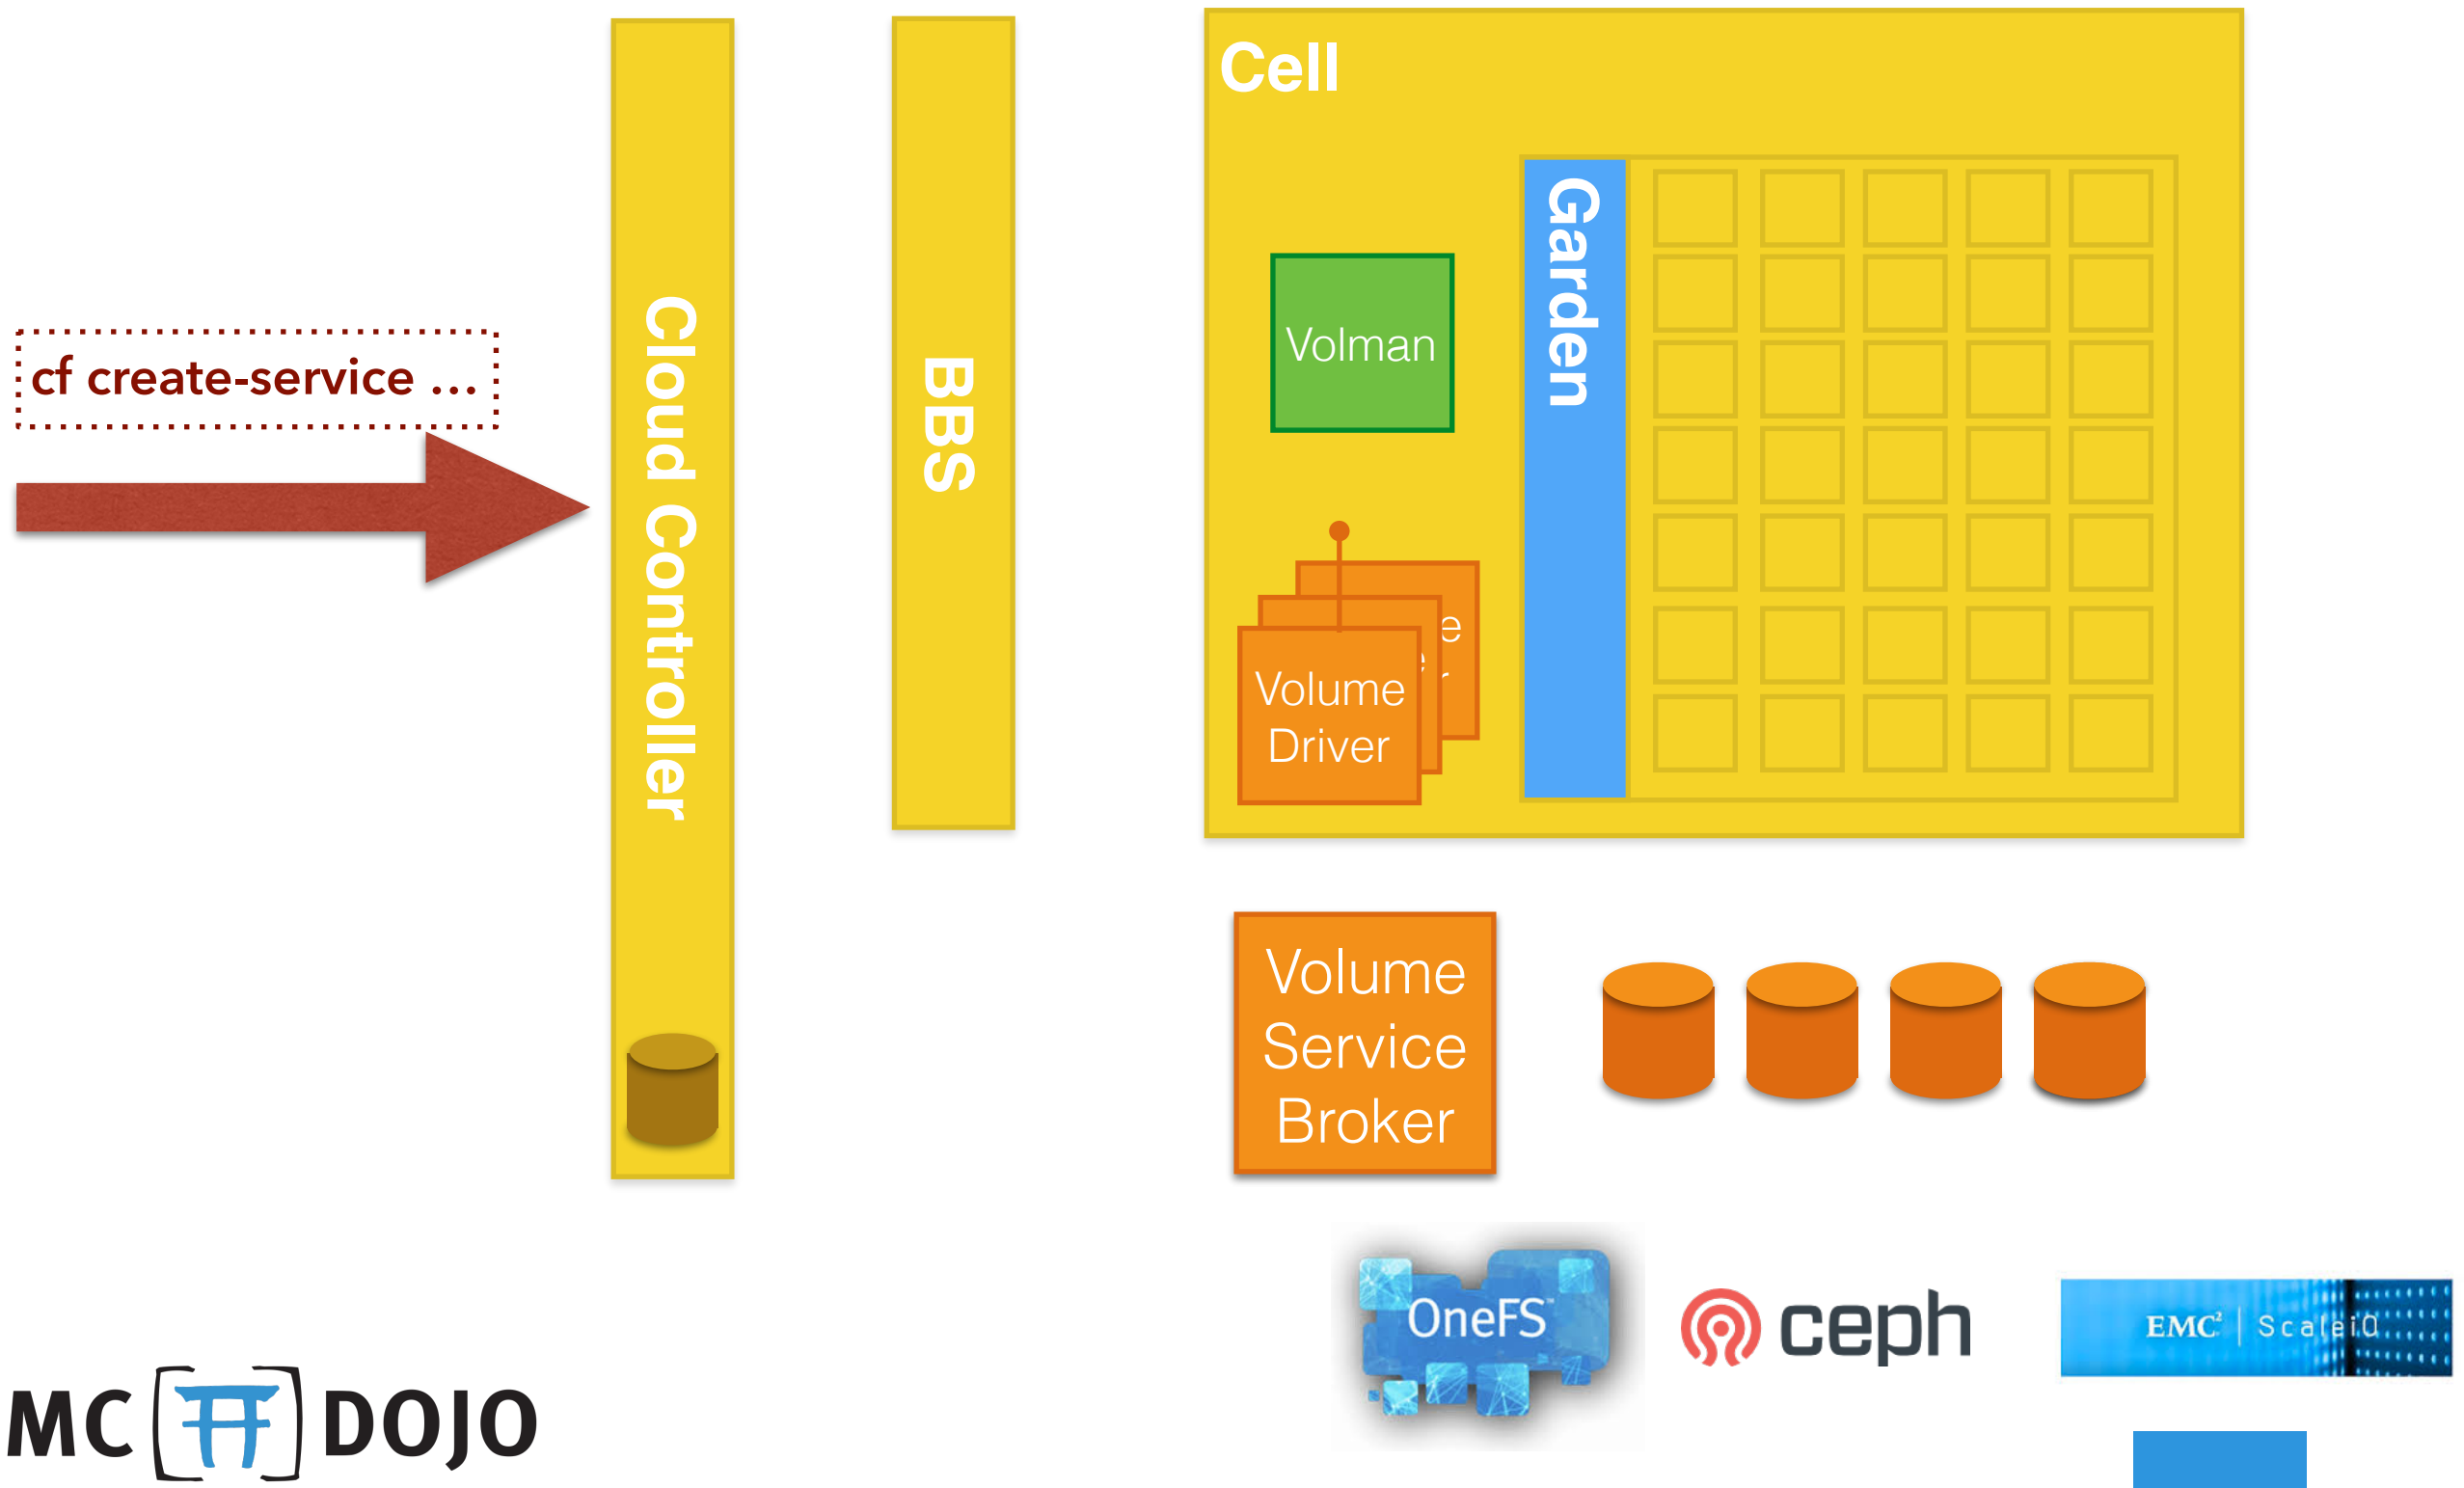 Cell
Garden
Volman
cf create-service ...
Cloud Controller
BBS
Volume
Driver
e
e
r
Volume
Service
Broker
OneFS™
ceph
EMC² | ScaleIO
MC DOJO